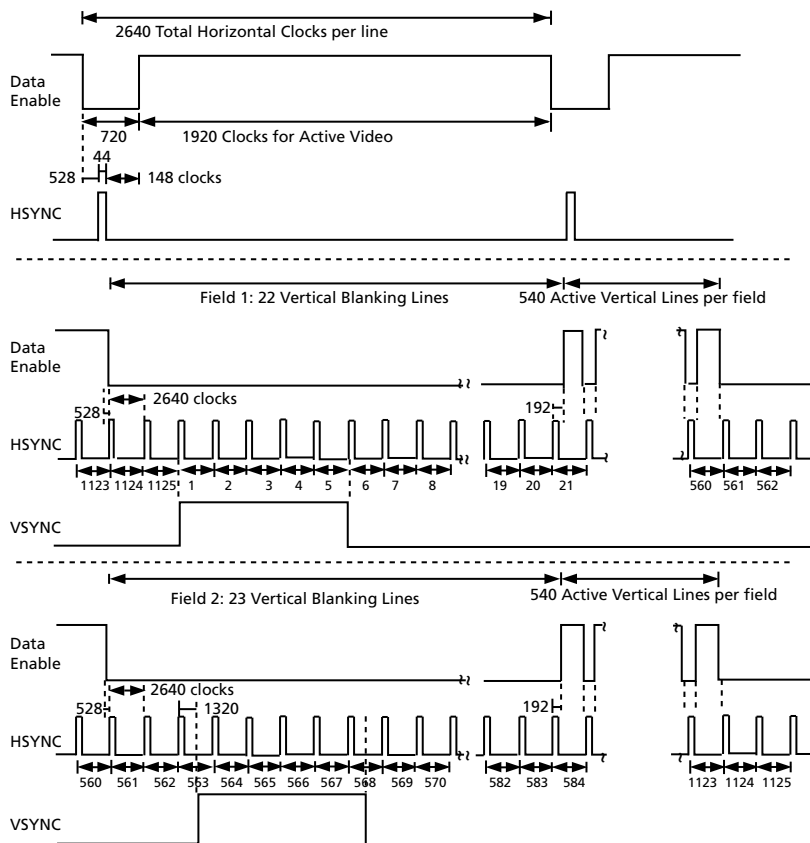 2640 Total Horizontal Clocks per line
Data
Enable
720
1920 Clocks for Active Video
44
528
148 clocks
HSYNC
Field 1: 22 Vertical Blanking Lines
540 Active Vertical Lines per field
Data
Enable
2640 clocks
528
192
HSYNC
1123 1124 1125 1 2 3 4 5 6 7 8 19 20 21 560 561 562
VSYNC
Field 2: 23 Vertical Blanking Lines
540 Active Vertical Lines per field
Data
Enable
2640 clocks
528
1320
192
HSYNC
560 561 562 563 564 565 566 567 568 569 570 582 583 584 1123 1124 1125
VSYNC